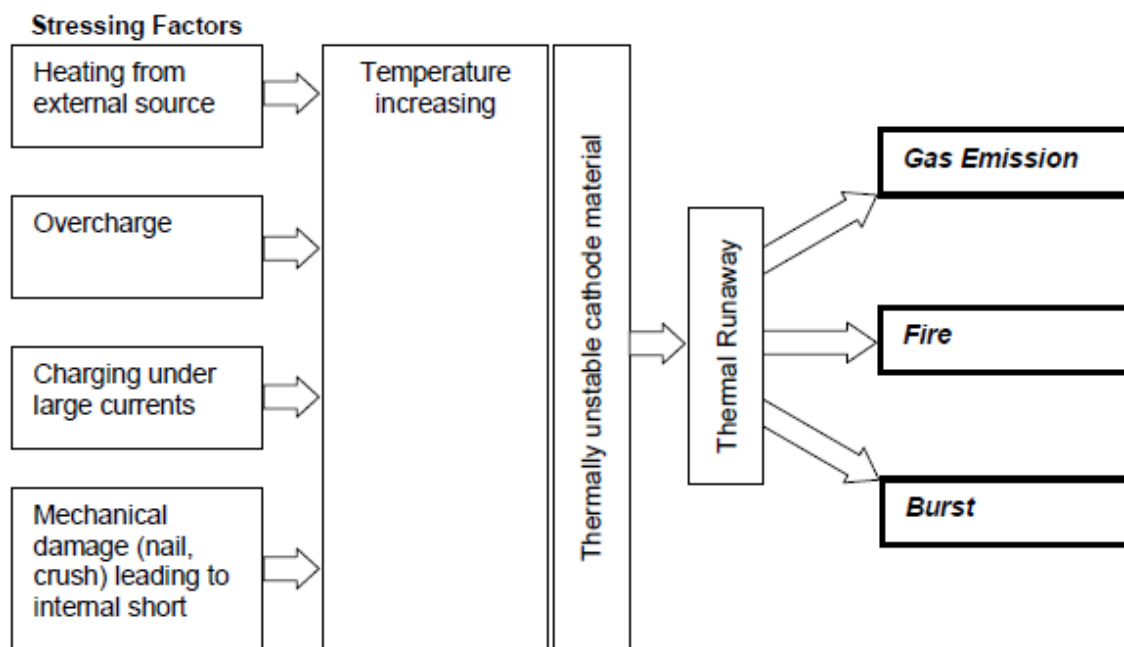 Stressing Factors
Heating from
external source
Overcharge
Charging under
large currents
Mechanical
damage (nail,
crush) leading to
internal short
Temperature
increasing
Thermally unstable cathode material
Thermal Runaway
Gas Emission
Fire
Burst